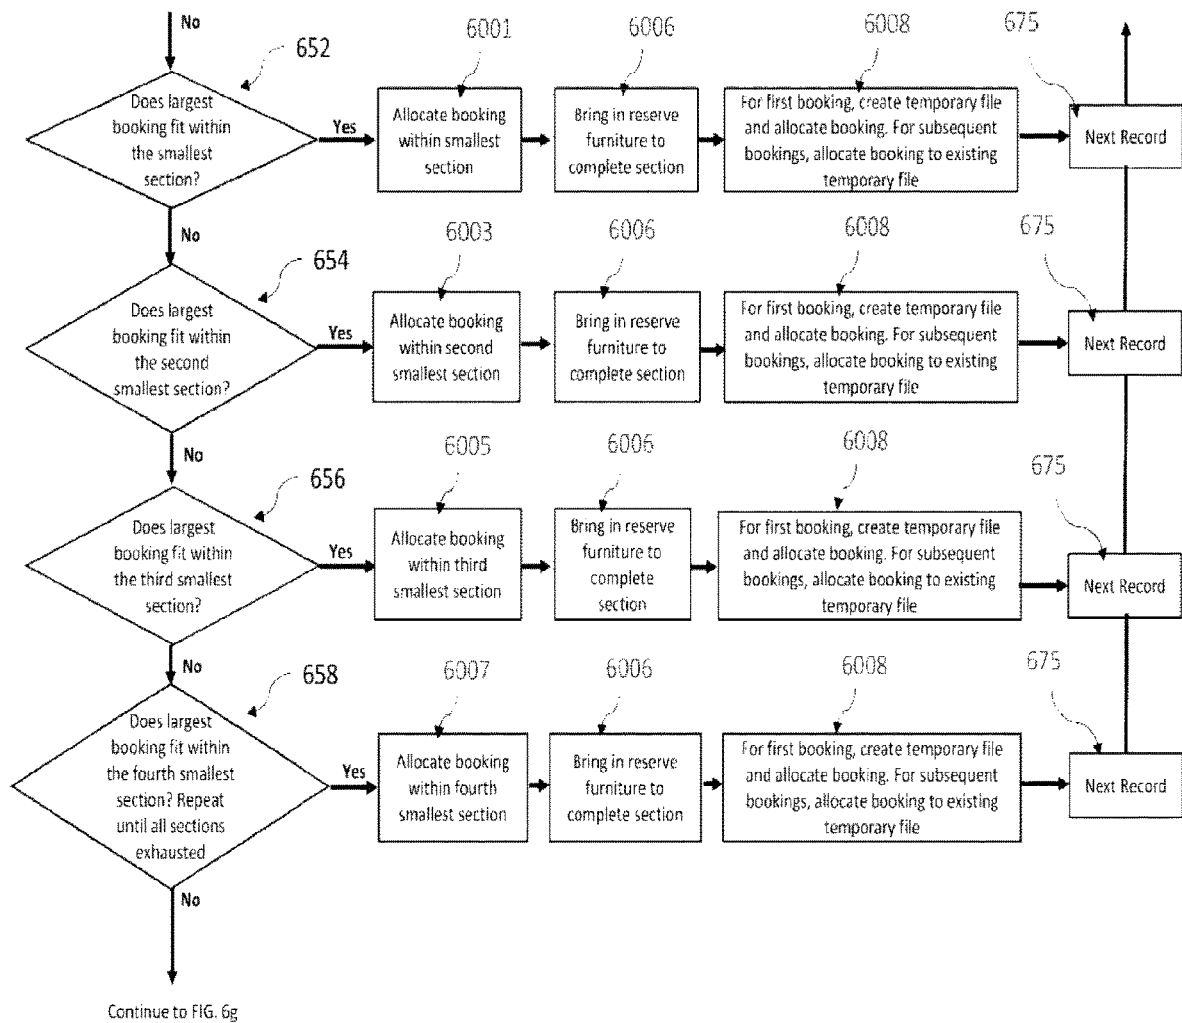 No
652
6001
6006
6008
675
Does largest
booking fit within
the smallest
section?
Yes
Allocate booking
within smallest
section
Bring in reserve
furniture to
complete section
For first booking, create temporary file
and allocate booking. For subsequent
bookings, allocate booking to existing
temporary file
Next Record
No
654
6003
6006
6008
675
Does largest
booking fit within
the second
smallest section?
Yes
Allocate booking
within second
smallest section
Bring in reserve
furniture to
complete section
For first booking, create temporary file
and allocate booking. For subsequent
bookings, allocate booking to existing
temporary file
Next Record
No
656
6005
6006
6008
675
Does largest
booking fit within
the third smallest
section?
Yes
Allocate booking
within third
smallest section
Bring in reserve
furniture to
complete
section
For first booking, create temporary file
and allocate booking. For subsequent
bookings, allocate booking to existing
temporary file
Next Record
No
658
6007
6006
6008
675
Does largest
booking fit within
the fourth smallest
section? Repeat
until all sections
exhausted
Yes
Allocate booking
within fourth
smallest section
Bring in reserve
furniture to
complete section
For first booking, create temporary file
and allocate booking. For subsequent
bookings, allocate booking to existing
temporary file
Next Record
No
Continue to FIG. 6g